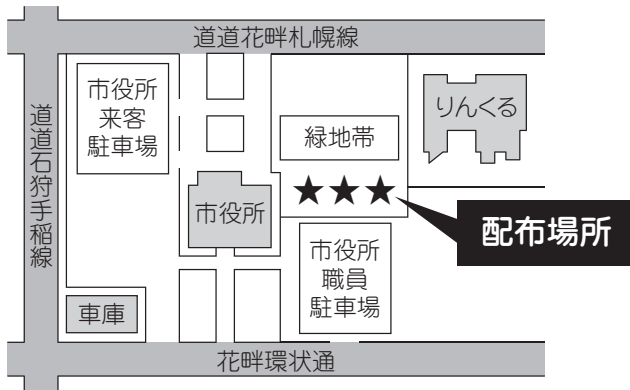 道道花畔札幌線
道道石狩手稲線
市役所
来客
駐車場
緑地帯
りんくる
★★★
市役所
配布場所
市役所
職員
駐車場
車庫
花畔環状通